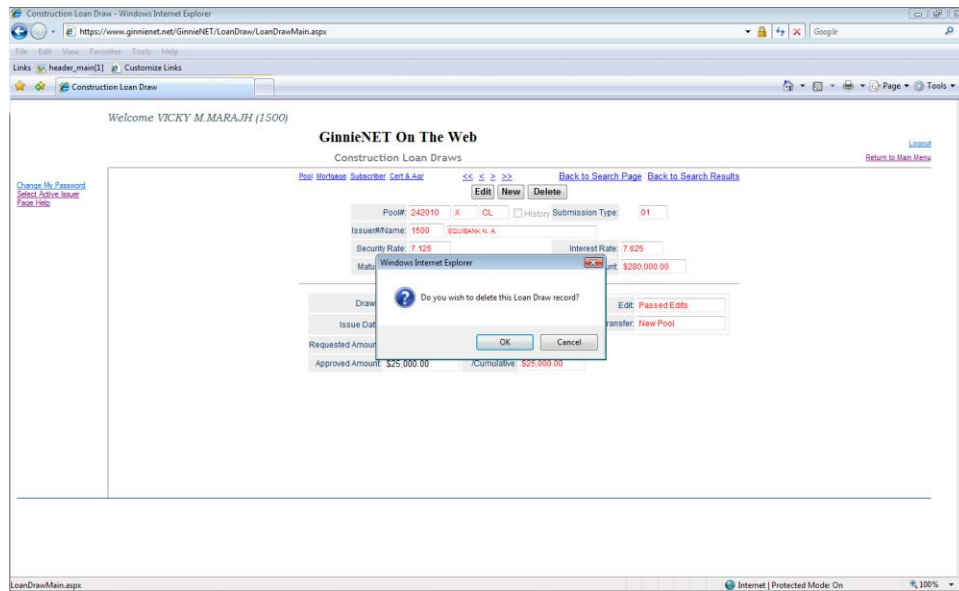 Construction Loan Draw - Windows Internet Explorer
https://www.ginnienet.net/GinnieNET/LoanDraw/LoanDrawMain.aspx
Google
File Edit View Favorites Tools Help
Links header_main[1] Customize Links
Construction Loan Draw
Page Tools
Welcome VICKY M.MARAJH (1500)
GinnieNET On The Web
Logout
Construction Loan Draws
Return to Main Menu
Pool Mortgage Subscriber Cert & Agr << < > >> Back to Search Page Back to Search Results
Change My Password
Select Active Issuer
Page Help
Edit New Delete
Pool#: 242010 X CL History Submission Type: 01
Issuer#/Name: 1500 EQUIBANK N. A.
Security Rate: 7.125 Interest Rate: 7.625
Matu unt: $280,000.00
Windows Internet Explorer
Do you wish to delete this Loan Draw record?
OK Cancel
Draw Edit: Passed Edits
Issue Dat ransfer: New Pool
Requested Amour
Approved Amount: $25,000.00 /Cumulative: $25,000.00
LoanDrawMain.aspx
Internet | Protected Mode: On
100%